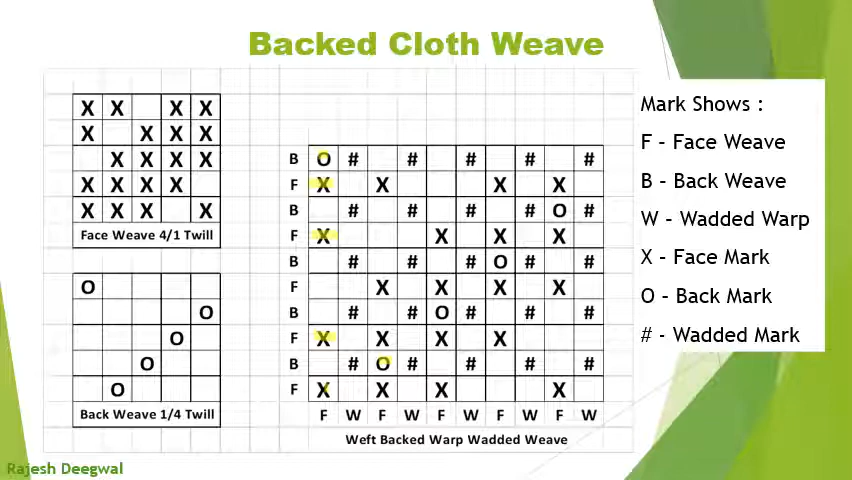 Backed Cloth Weave
X X X X
X X X X
X X X X
X X X X
X X X X
Face Weave 4/1 Twill
O
O
O
O
O
Back Weave 1/4 Twill
B O # # # # #
F X X X X
B # # # # O #
F X X X X
B # # # O # #
F X X X X
B # # O # # #
F X X X X
B # O # # # #
F X X X X
F W F W F W F W F W
Weft Backed Warp Wadded Weave
Mark Shows :
F - Face Weave
B - Back Weave
W - Wadded Warp
X - Face Mark
O - Back Mark
# - Wadded Mark
Rajesh Deegwal